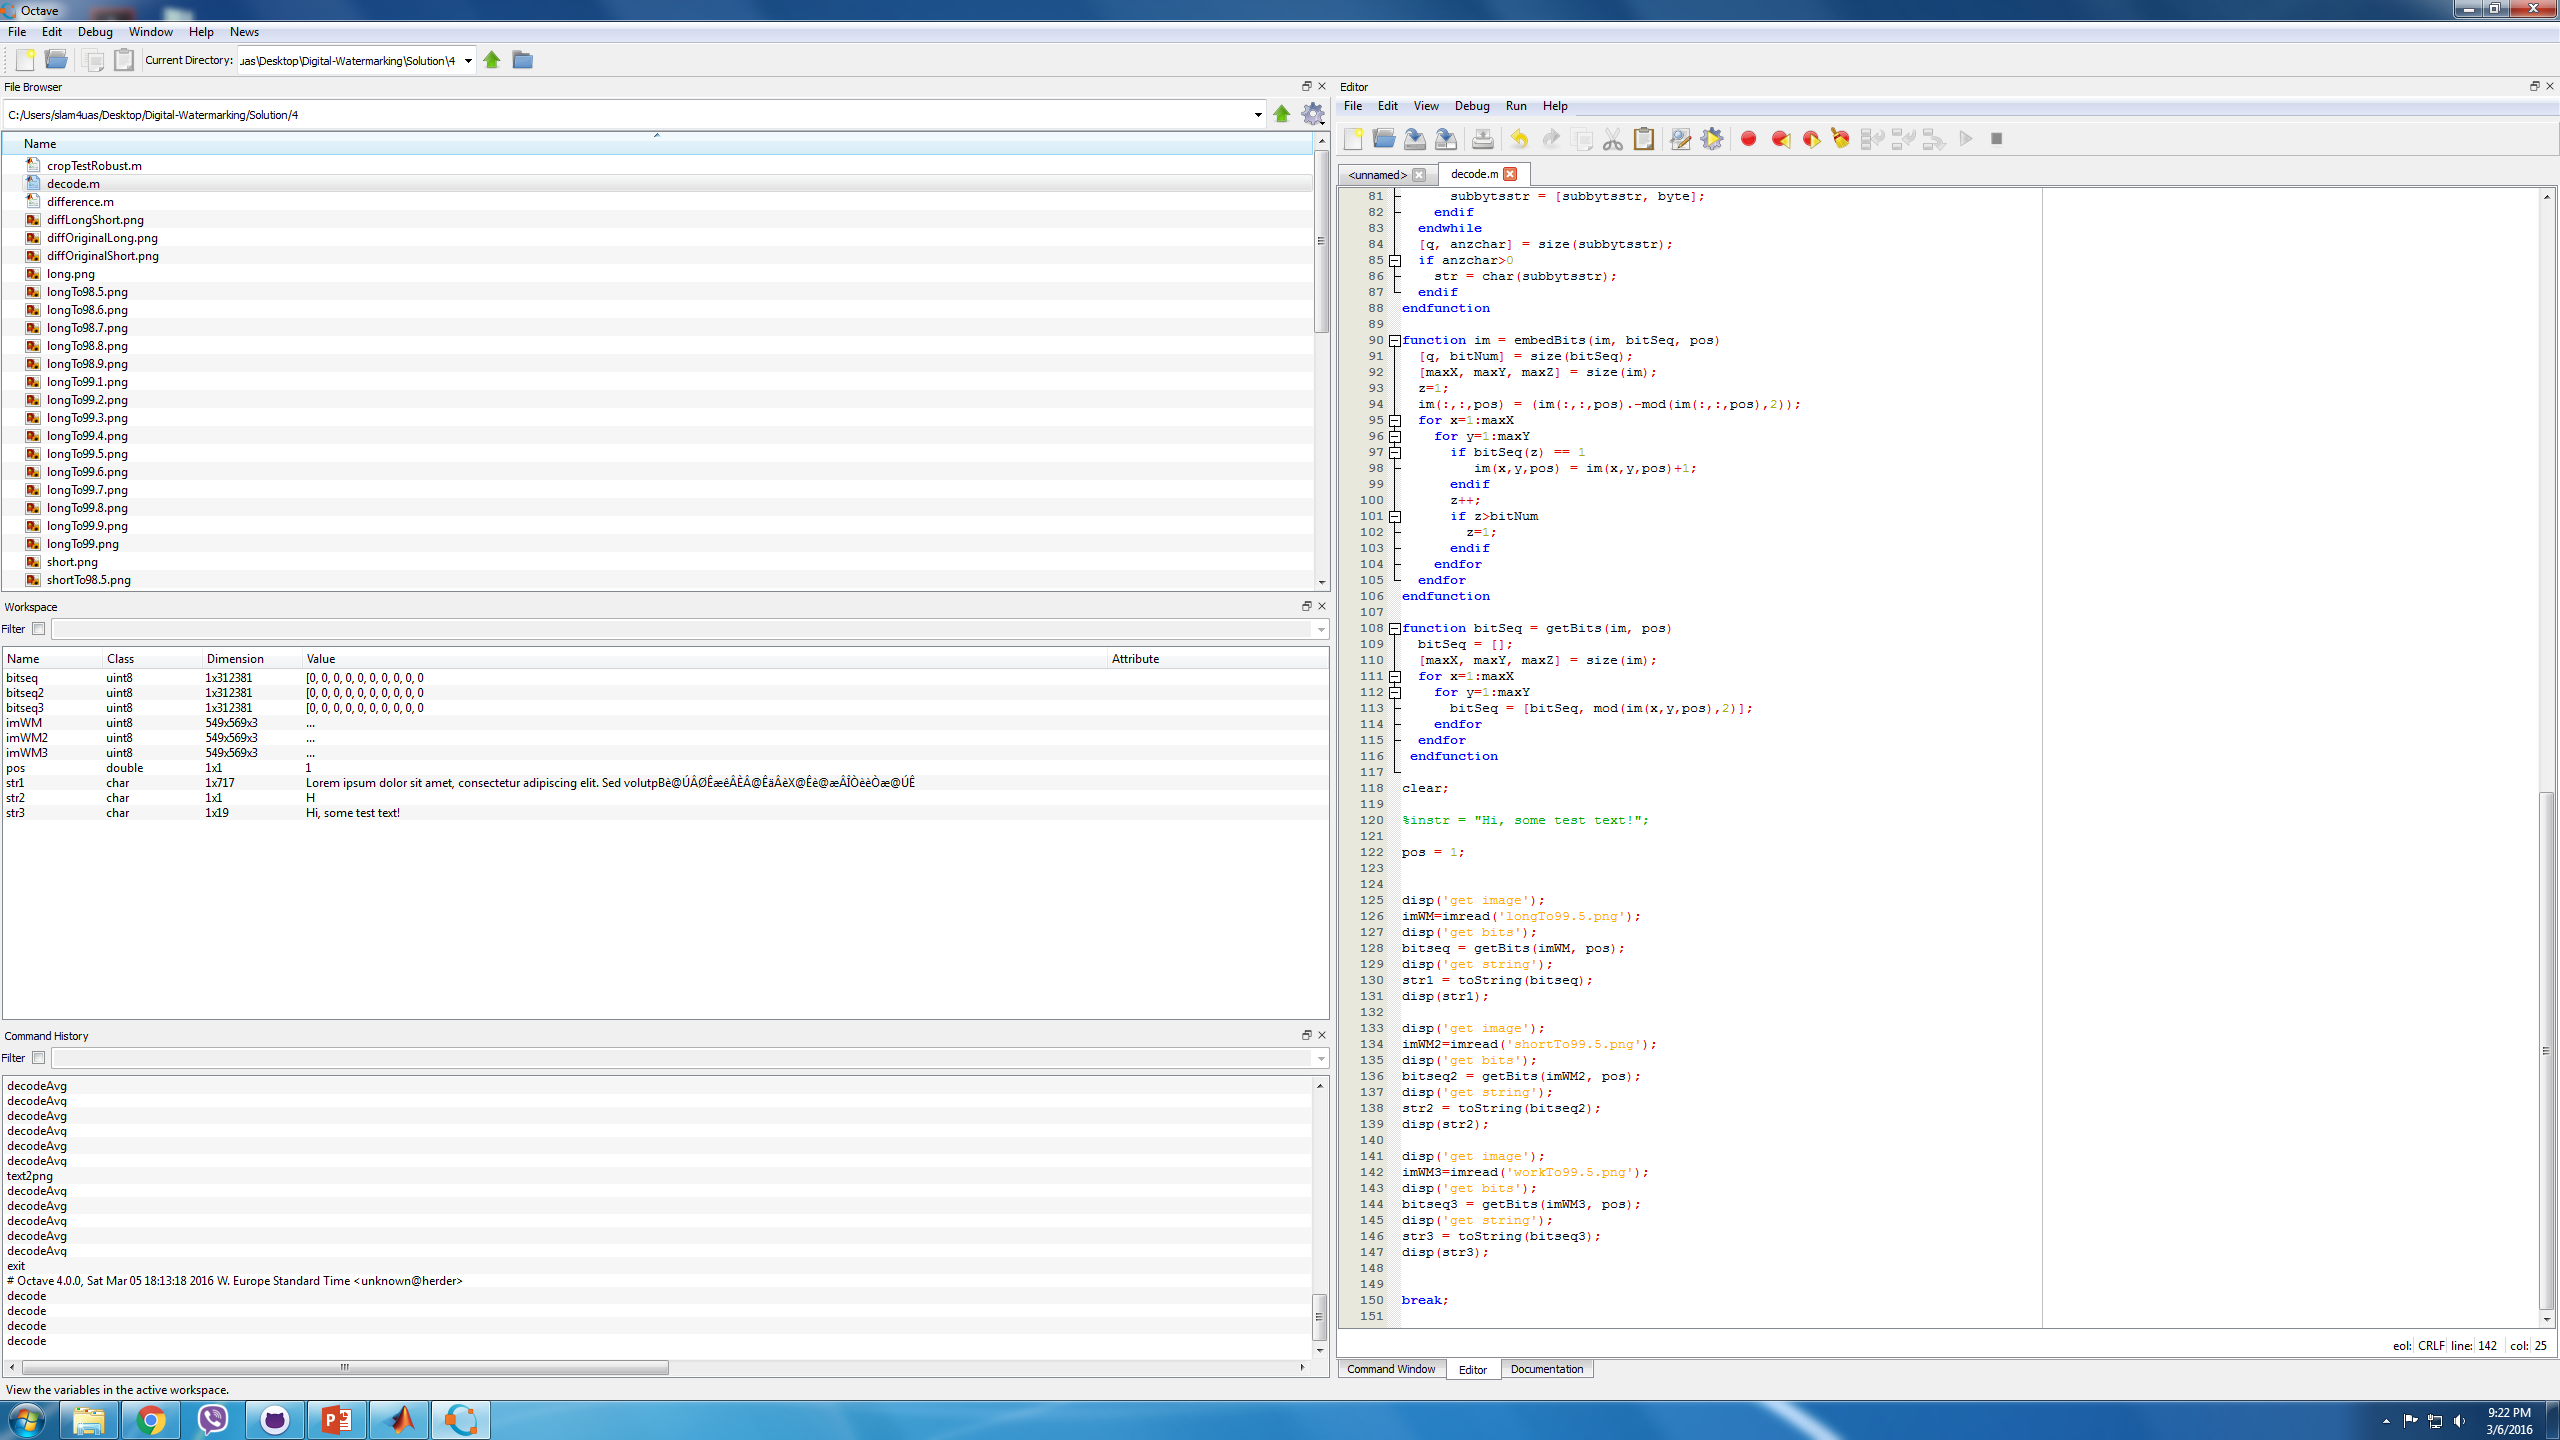 Octave
File Edit Debug Window Help News
Current Directory: uas\Desktop\Digital-Watermarking\Solution\4
File Browser
C:/Users/slam4uas/Desktop/Digital-Watermarking/Solution/4
Name
cropTestRobust.m
decode.m
difference.m
diffLongShort.png
diffOriginalLong.png
diffOriginalShort.png
long.png
longTo98.5.png
longTo98.6.png
longTo98.7.png
longTo98.8.png
longTo98.9.png
longTo99.1.png
longTo99.2.png
longTo99.3.png
longTo99.4.png
longTo99.5.png
longTo99.6.png
longTo99.7.png
longTo99.8.png
longTo99.9.png
longTo99.png
short.png
shortTo98.5.png
Workspace
Filter
Name Class Dimension Value Attribute
bitseq uint8 1x312381 [0, 0, 0, 0, 0, 0, 0, 0, 0, 0
bitseq2 uint8 1x312381 [0, 0, 0, 0, 0, 0, 0, 0, 0, 0
bitseq3 uint8 1x312381 [0, 0, 0, 0, 0, 0, 0, 0, 0, 0
imWM uint8 549x569x3 ...
imWM2 uint8 549x569x3 ...
imWM3 uint8 549x569x3 ...
pos double 1x1 1
str1 char 1x717 Lorem ipsum dolor sit amet, consectetur adipiscing elit. Sed
str2 char 1x1 H
str3 char 1x19 Hi, some test text!
Command History
Filter
decodeAvg
decodeAvg
decodeAvg
decodeAvg
decodeAvg
decodeAvg
text2png
decodeAvg
decodeAvg
decodeAvg
decodeAvg
decodeAvg
exit
# Octave 4.0.0, Sat Mar 05 18:13:18 2016 W. Europe Standard Time <unknown@herder>
decode
decode
decode
decode
View the variables in the active workspace.
Editor
File Edit View Debug Run Help
<unnamed> decode.m
81 subbytsstr = [subbytsstr, byte];
82 endif
83 endwhile
84 [q, anzchar] = size(subbytsstr);
85 if anzchar>0
86 str = char(subbytsstr);
87 endif
88 endfunction
89
90 function im = embedBits(im, bitSeq, pos)
91 [q, bitNum] = size(bitSeq);
92 [maxX, maxY, maxZ] = size(im);
93 z=1;
94 im(:,:,pos) = (im(:,:,pos).-mod(im(:,:,pos),2));
95 for x=1:maxX
96 for y=1:maxY
97 if bitSeq(z) == 1
98 im(x,y,pos) = im(x,y,pos)+1;
99 endif
100 z++;
101 if z>bitNum
102 z=1;
103 endif
104 endfor
105 endfor
106 endfunction
107
108 function bitSeq = getBits(im, pos)
109 bitSeq = [];
110 [maxX, maxY, maxZ] = size(im);
111 for x=1:maxX
112 for y=1:maxY
113 bitSeq = [bitSeq, mod(im(x,y,pos),2)];
114 endfor
115 endfor
116 endfunction
117
118 clear;
119
120 %instr = "Hi, some test text!";
121
122 pos = 1;
123
124
125 disp('get image');
126 imWM=imread('longTo99.5.png');
127 disp('get bits');
128 bitseq = getBits(imWM, pos);
129 disp('get string');
130 str1 = toString(bitseq);
131 disp(str1);
132
133 disp('get image');
134 imWM2=imread('shortTo99.5.png');
135 disp('get bits');
136 bitseq2 = getBits(imWM2, pos);
137 disp('get string');
138 str2 = toString(bitseq2);
139 disp(str2);
140
141 disp('get image');
142 imWM3=imread('workTo99.5.png');
143 disp('get bits');
144 bitseq3 = getBits(imWM3, pos);
145 disp('get string');
146 str3 = toString(bitseq3);
147 disp(str3);
148
149
150 break;
151
eol: CRLF line: 142 col: 25
Command Window Editor Documentation
9:22 PM
3/6/2016